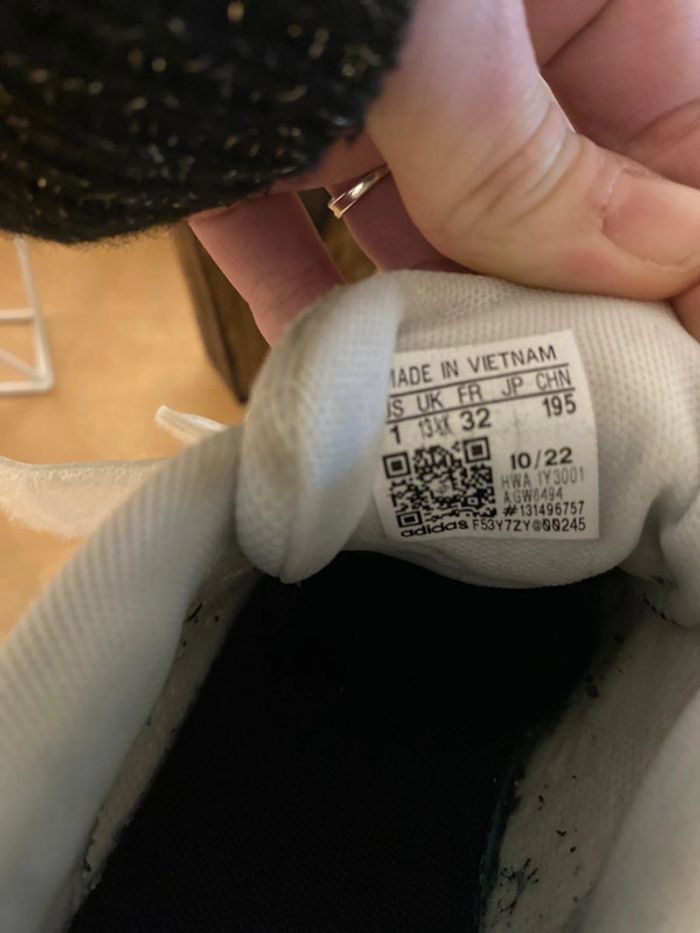 MADE IN VIETNAM
US UK FR JP CHN
1 13½K 32 195
10/22
HWA 1Y3001
AGW6494
#131496757
adidas F53Y7ZY®00245